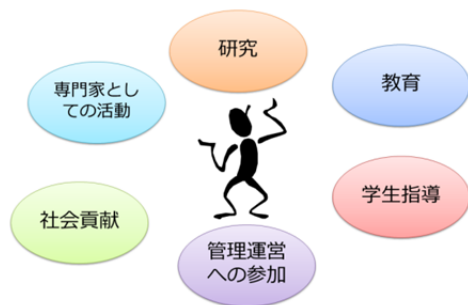 研究
専門家とし
ての活動
教育
社会貢献
学生指導
管理運営
への参加